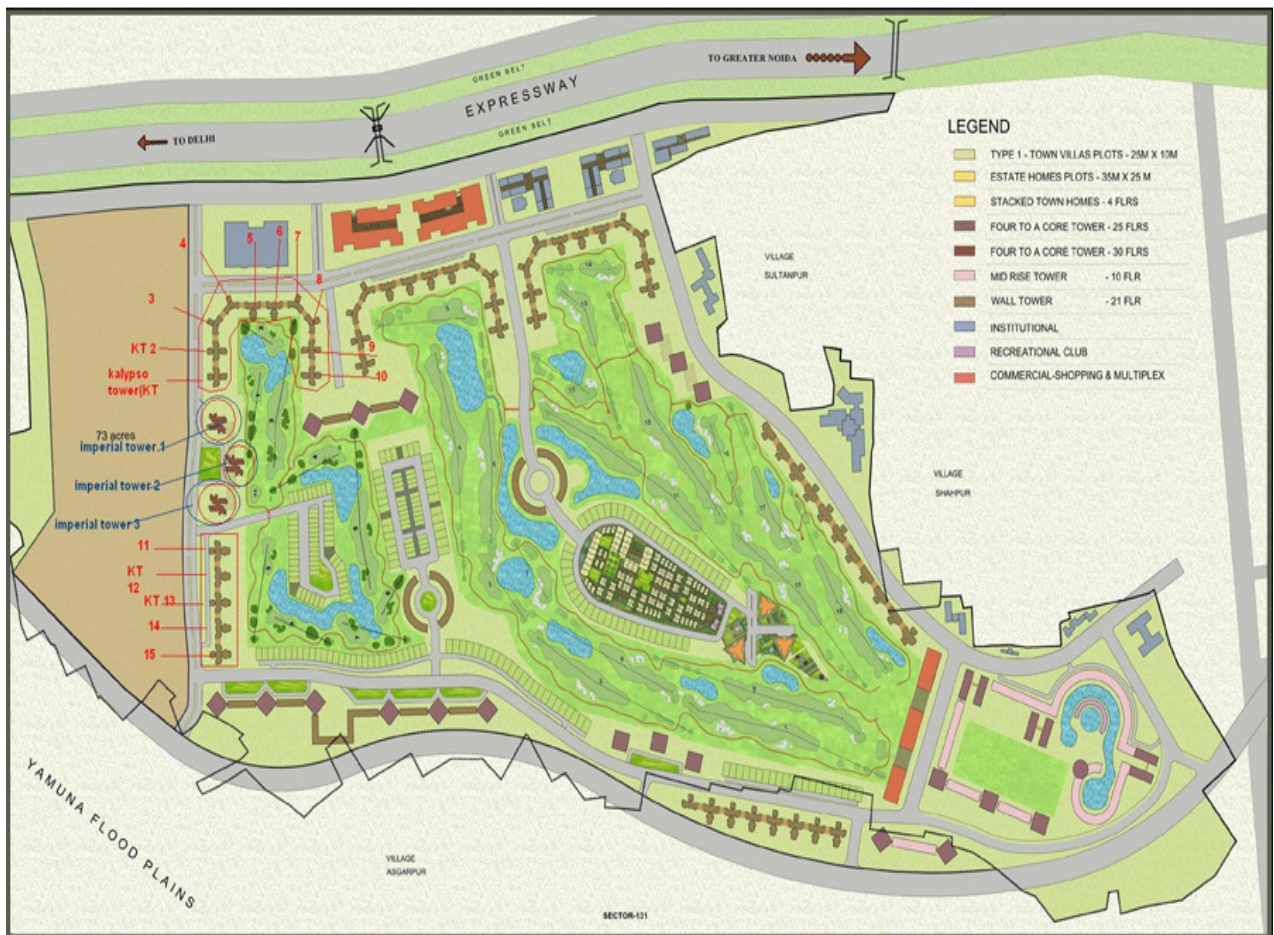 GREEN BELT
TO GREATER NOIDA
EXPRESSWAY
GREEN BELT
TO DELHI
LEGEND
TYPE 1 - TOWN VILLAS PLOTS - 25M X 10M
ESTATE HOMES PLOTS - 35M X 25 M
STACKED TOWN HOMES - 4 FLRS
FOUR TO A CORE TOWER - 25 FLRS
FOUR TO A CORE TOWER - 30 FLRS
MID RISE TOWER - 10 FLR
WALL TOWER - 21 FLR
INSTITUTIONAL
RECREATIONAL CLUB
COMMERCIAL-SHOPPING & MULTIPLEX
4
5
6
7
8
3
KT 2
9
kalypso
tower(KT
10
73 acres
imperial tower 1
imperial tower 2
imperial tower 3
11
KT
12
KT 13
14
15
VILLAGE
SULTANPUR
VILLAGE
SHAHPUR
YAMUNA FLOOD PLAINS
VILLAGE
ASGARPUR
SECTOR-131